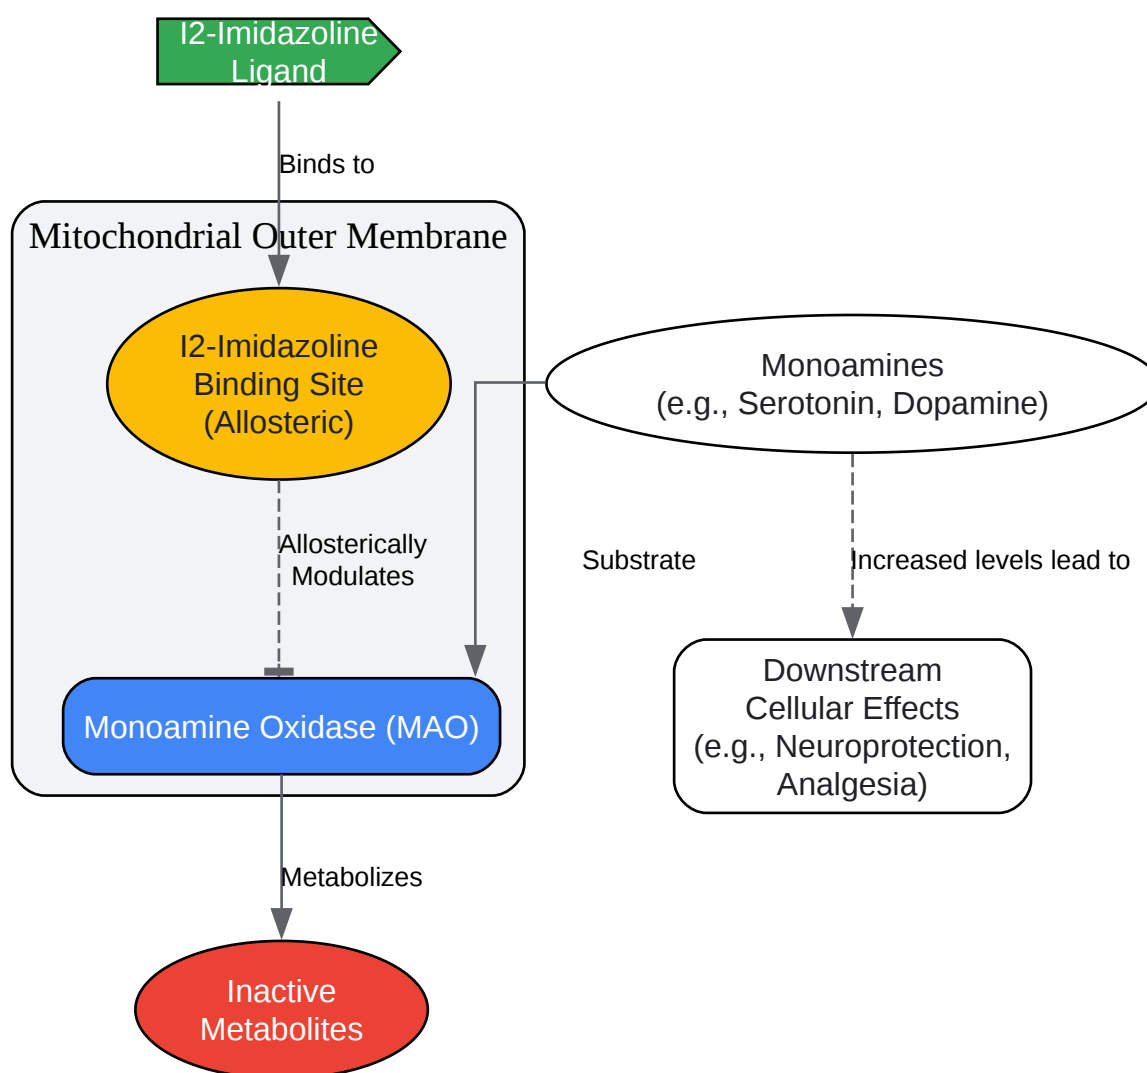 I2-Imidazoline
Ligand
Binds to
Mitochondrial Outer Membrane
I2-Imidazoline
Binding Site
(Allosteric)
Monoamines
(e.g., Serotonin, Dopamine)
Allosterically
Modulates
Substrate
Increased levels lead to
Monoamine Oxidase (MAO)
Downstream
Cellular Effects
(e.g., Neuroprotection,
Analgesia)
Metabolizes
Inactive
Metabolites